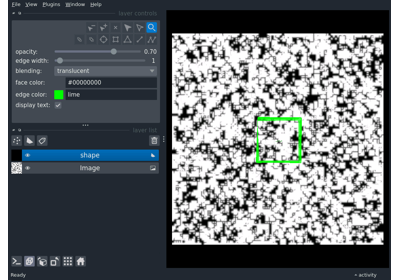 File View Plugins Window Help
layer controls
opacity: 0.70
edge width: 1
blending: translucent
face color: #00000000
edge color: lime
display text:
layer list
shape
Image
Ready
activity